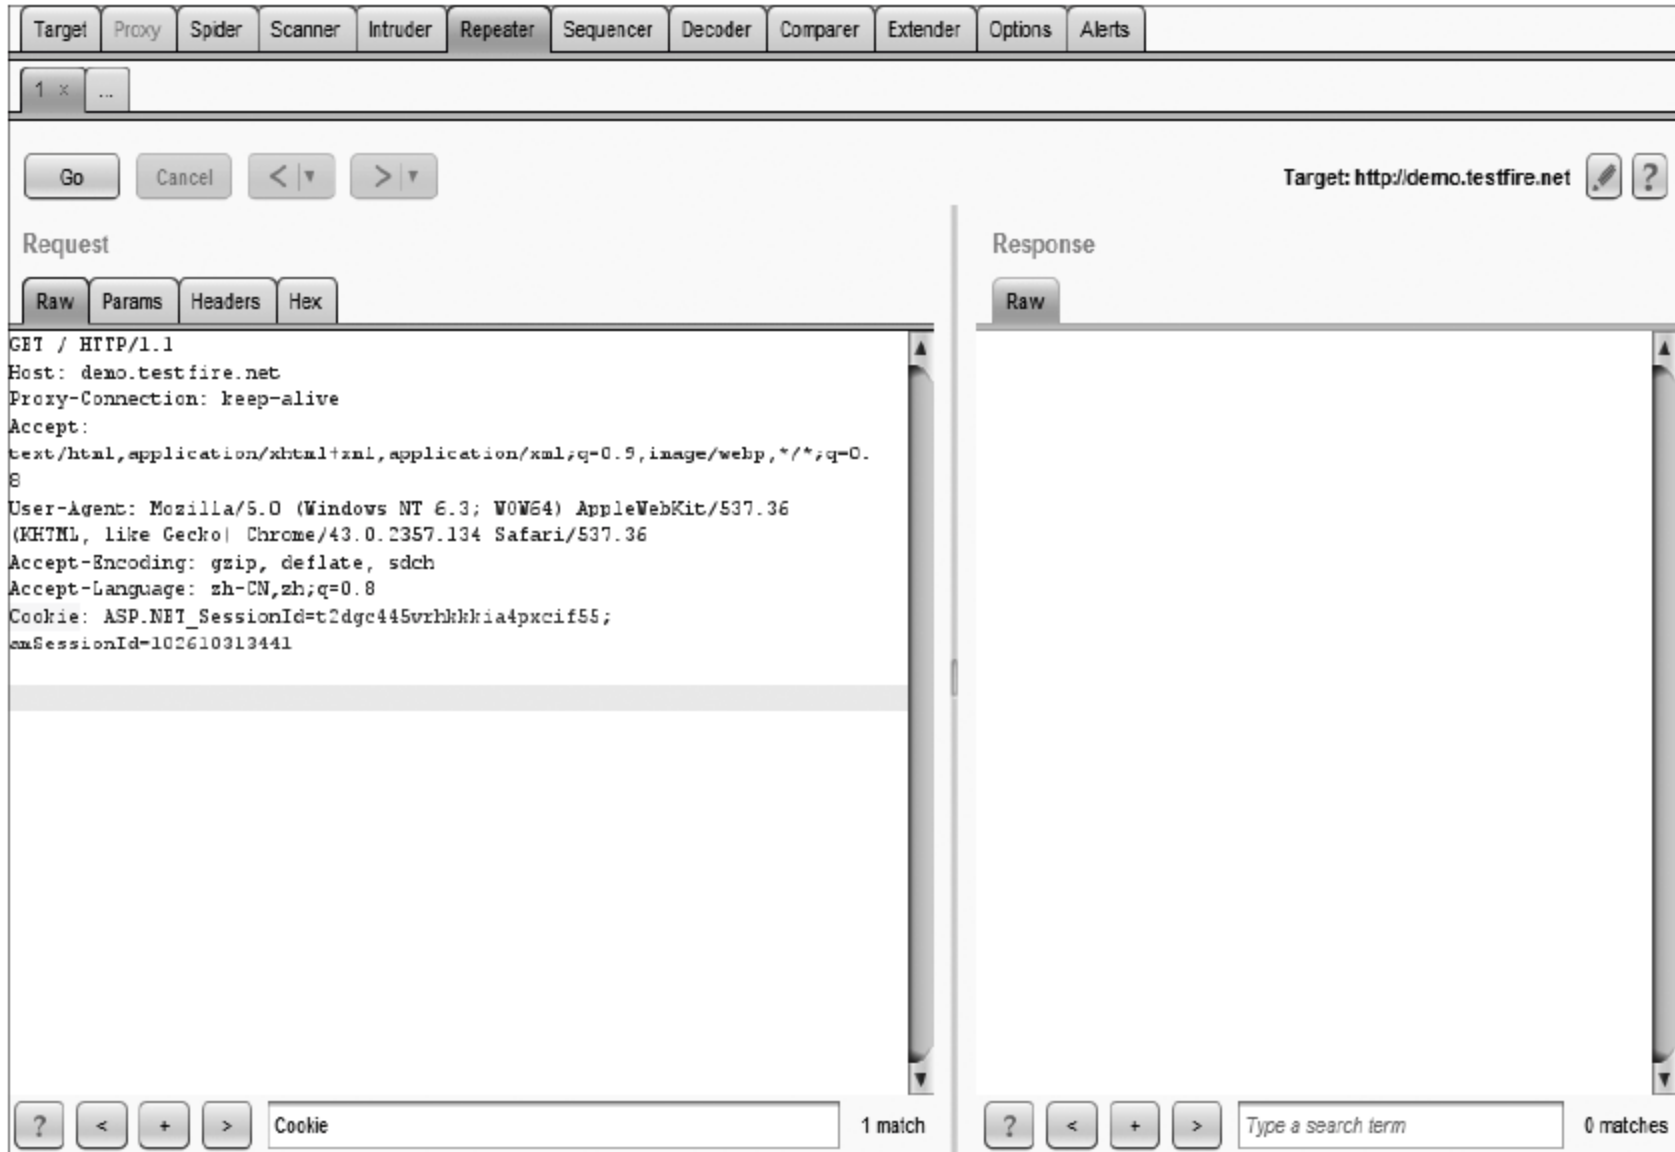 Target Proxy Spider Scanner Intruder Repeater Sequencer Decoder Comparer Extender Options Alerts
1 × ...
Go Cancel < > Target: http://demo.testfire.net ?
Request Response
Raw Params Headers Hex Raw
GET / HTTP/1.1
Host: demo.testfire.net
Proxy-Connection: keep-alive
Accept:
text/html,application/xhtml+xml,application/xml;q=0.9,image/webp,*/*;q=0.
8
User-Agent: Mozilla/5.0 (Windows NT 6.3; WOW64) AppleWebKit/537.36
(KHTML, like Gecko) Chrome/43.0.2357.134 Safari/537.36
Accept-Encoding: gzip, deflate, sdch
Accept-Language: zh-CN,zh;q=0.8
Cookie: ASP.NET_SessionId=t2dgc445vrhkkkia4pxcif55;
amSessionId=102610313441
? < + > Cookie 1 match ? < + > Type a search term 0 matches